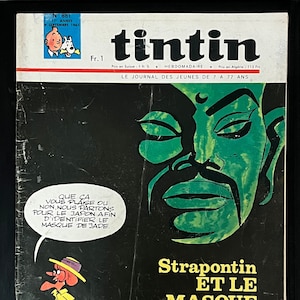 tintin
Fr. 1
HEBDOMADAIRE
LE JOURNAL DES JEUNES DE 7 A 77 ANS
QUE ÇA
VOUS PLAISE OU
NON, NOUS PARTONS
POUR LE JAPON AFIN
D'IDENTIFIER LE
MASQUE DE JADE.
Strapontin
ET LE
MASQUE